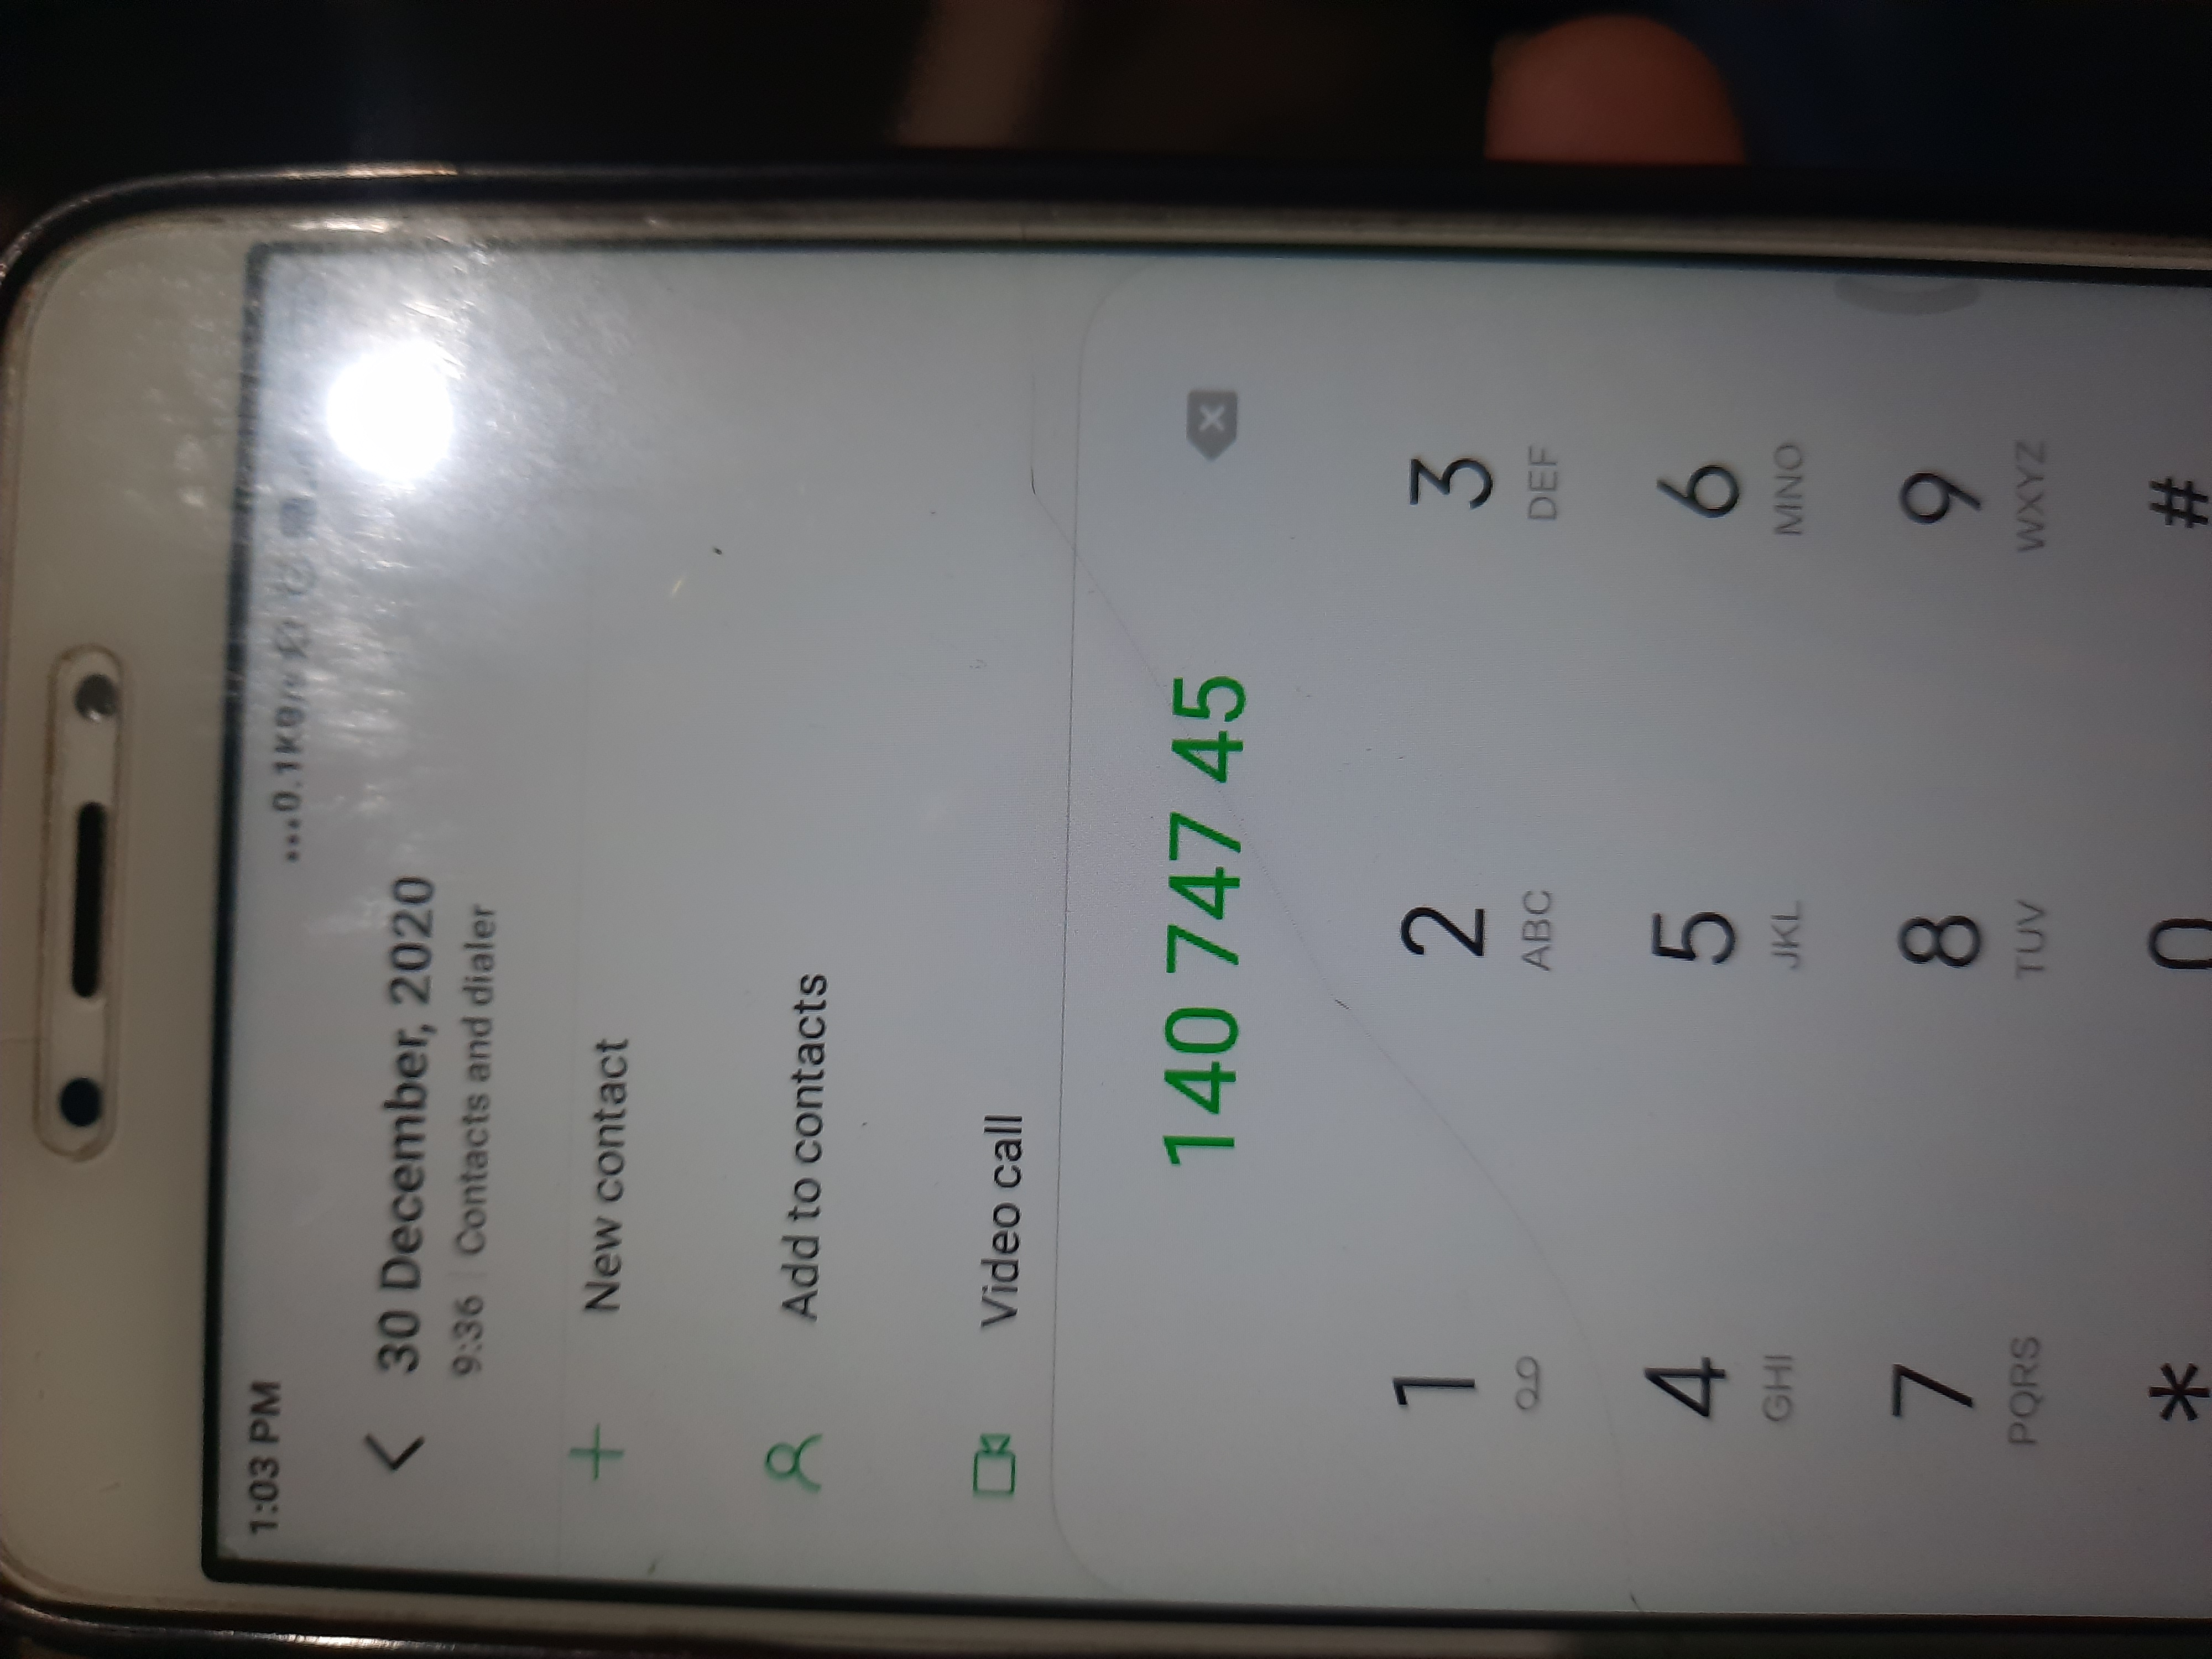 1:03 PM ...0.1KB/s
30 December, 2020
9:36 Contacts and dialer
New contact
Add to contacts
Video call
140 747 45
1 2 3
ABC DEF
4 5 6
GHI JKL MNO
7 8 9
PQRS TUV WXYZ
* 0 #